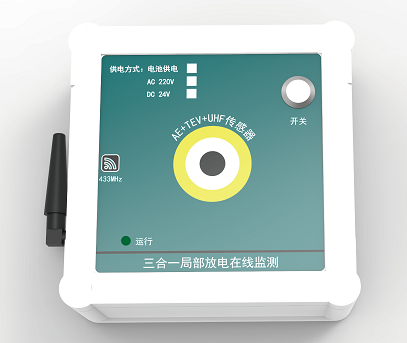 供电方式：电池供电
AC 220V
DC 24V
开关
AE+TEV+UHF传感器
433MHz
运行
三合一局部放电在线监测